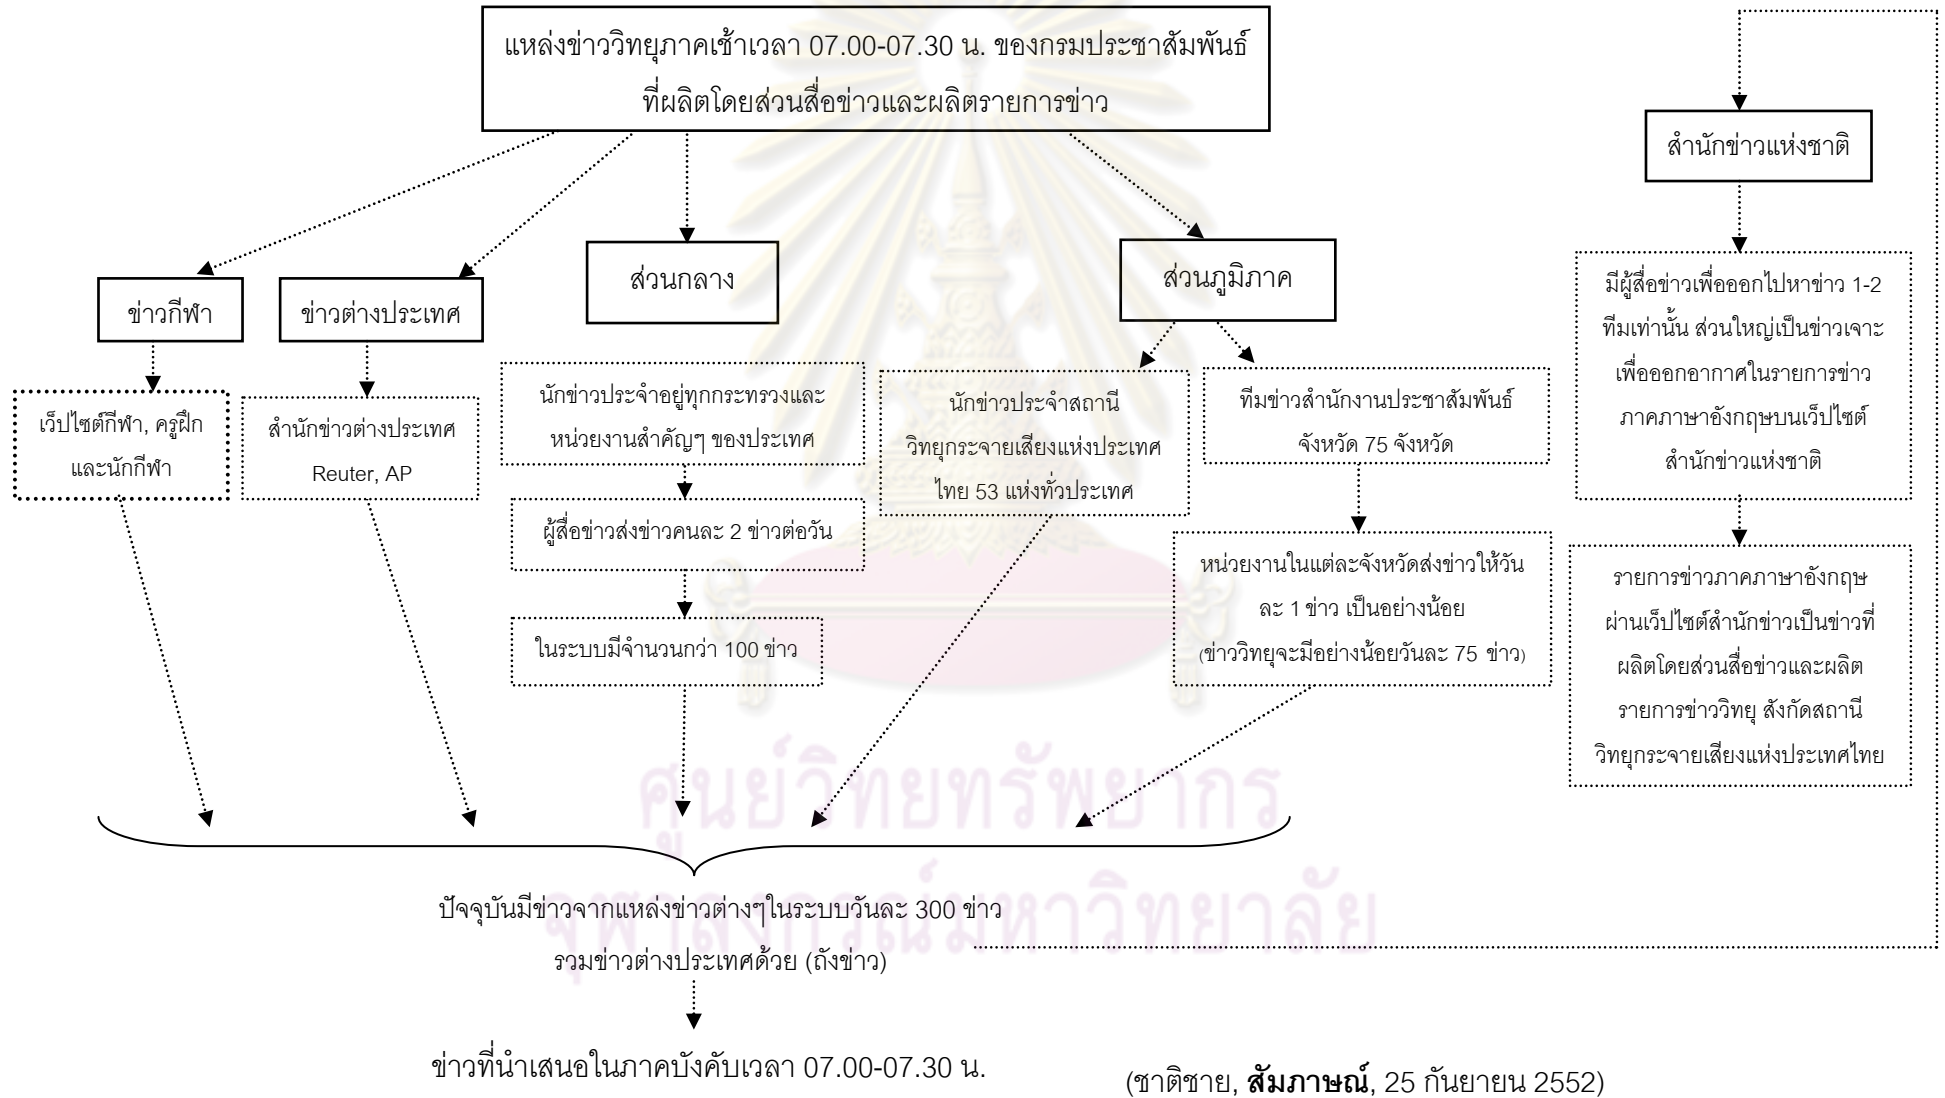 แหล่งข่าววิทยุภาคเช้าเวลา 07.00-07.30 น. ของกรมประชาสัมพันธ์
ที่ผลิตโดยส่วนสื่อข่าวและผลิตรายการข่าว
ข่าวกีฬา
เว็ปไซต์กีฬา, ครูฝึก
และนักกีฬา
ข่าวต่างประเทศ
สำนักข่าวต่างประเทศ
Reuter, AP
ส่วนกลาง
นักข่าวประจำอยู่ทุกกระทรวงและ
หน่วยงานสำคัญๆ ของประเทศ
ผู้สื่อข่าวส่งข่าวคนละ 2 ข่าวต่อวัน
ในระบบมีจำนวนกว่า 100 ข่าว
ส่วนภูมิภาค
นักข่าวประจำสถานี
วิทยุกระจายเสียงแห่งประเทศ
ไทย 53 แห่งทั่วประเทศ
ทีมข่าวสำนักงานประชาสัมพันธ์
จังหวัด 75 จังหวัด
หน่วยงานในแต่ละจังหวัดส่งข่าวให้วัน
ละ 1 ข่าว เป็นอย่างน้อย
(ข่าววิทยุจะมีอย่างน้อยวันละ 75 ข่าว)
สำนักข่าวแห่งชาติ
มีผู้สื่อข่าวเพื่อออกไปหาข่าว 1-2
ทีมเท่านั้น ส่วนใหญ่เป็นข่าวเจาะ
เพื่อออกอากาศในรายการข่าว
ภาคภาษาอังกฤษบนเว็ปไซต์
สำนักข่าวแห่งชาติ
รายการข่าวภาคภาษาอังกฤษ
ผ่านเว็ปไซต์สำนักข่าวเป็นข่าวที่
ผลิตโดยส่วนสื่อข่าวและผลิต
รายการข่าววิทยุ สังกัดสถานี
วิทยุกระจายเสียงแห่งประเทศไทย
ศูนย์วิทยทรัพยากร
จุฬาลงกรณ์มหาวิทยาลัย
ปัจจุบันมีข่าวจากแหล่งข่าวต่างๆในระบบวันละ 300 ข่าว
รวมข่าวต่างประเทศด้วย (ถังข่าว)
ข่าวที่นำเสนอในภาคบังคับเวลา 07.00-07.30 น.
(ชาติชาย, สัมภาษณ์, 25 กันยายน 2552)